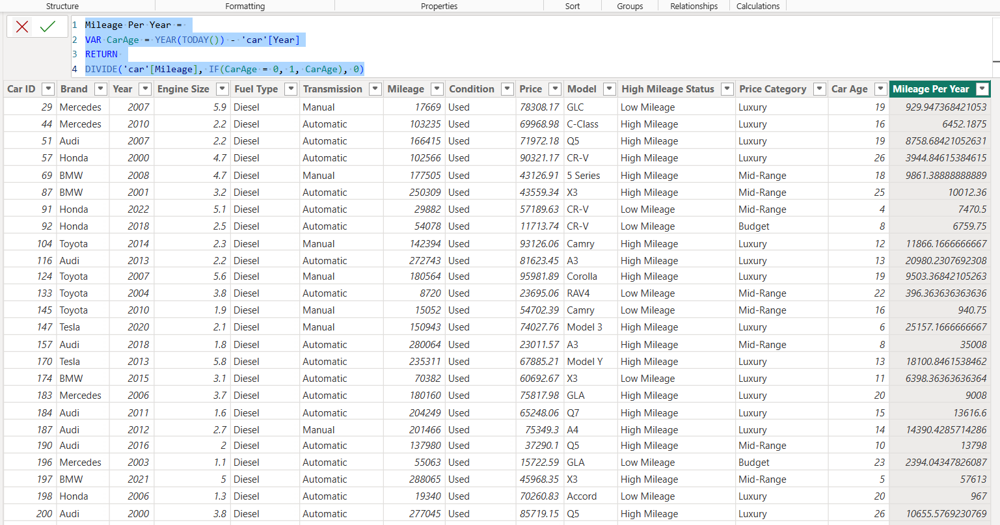 Structure Formatting Properties Sort Groups Relationships Calculations
1 Mileage Per Year =
2 VAR CarAge = YEAR(TODAY()) - 'car'[Year]
3 RETURN
4 DIVIDE('car'[Mileage], IF(CarAge = 0, 1, CarAge), 0)
Car ID Brand Year Engine Size Fuel Type Transmission Mileage Condition Price Model High Mileage Status Price Category Car Age Mileage Per Year
29 Mercedes 2007 5.9 Diesel Manual 17669 Used 78308.17 GLC Low Mileage Luxury 19 929.947368421053
44 Mercedes 2010 2.2 Diesel Automatic 103235 Used 69968.98 C-Class High Mileage Luxury 16 6452.1875
51 Audi 2007 2.2 Diesel Automatic 166415 Used 71972.18 Q5 High Mileage Luxury 19 8758.68421052631
57 Honda 2000 4.7 Diesel Automatic 102566 Used 90321.17 CR-V High Mileage Luxury 26 3944.84615384615
69 BMW 2008 4.7 Diesel Manual 177505 Used 43126.91 5 Series High Mileage Mid-Range 18 9861.38888888889
87 BMW 2001 3.2 Diesel Automatic 250309 Used 43559.34 X3 High Mileage Mid-Range 25 10012.36
91 Honda 2022 5.1 Diesel Automatic 29882 Used 57189.63 CR-V Low Mileage Mid-Range 4 7470.5
92 Honda 2018 2.5 Diesel Automatic 54078 Used 11713.74 CR-V Low Mileage Budget 8 6759.75
104 Toyota 2014 2.3 Diesel Manual 142394 Used 93126.06 Camry High Mileage Luxury 12 11866.1666666667
116 Audi 2013 2.2 Diesel Automatic 272743 Used 81623.45 A3 High Mileage Luxury 13 20980.2307692308
124 Toyota 2007 5.6 Diesel Manual 180564 Used 95981.89 Corolla High Mileage Luxury 19 9503.36842105263
133 Toyota 2004 3.8 Diesel Automatic 8720 Used 23695.06 RAV4 Low Mileage Mid-Range 22 396.363636363636
145 Toyota 2010 1.9 Diesel Manual 15052 Used 54702.39 Camry Low Mileage Mid-Range 16 940.75
147 Tesla 2020 2.1 Diesel Manual 150943 Used 74027.76 Model 3 High Mileage Luxury 6 25157.1666666667
157 Audi 2018 1.8 Diesel Automatic 280064 Used 23011.57 A3 High Mileage Mid-Range 8 35008
170 Tesla 2013 5.8 Diesel Automatic 235311 Used 67885.21 Model Y High Mileage Luxury 13 18100.8461538462
174 BMW 2015 3.1 Diesel Automatic 70382 Used 60692.67 X3 Low Mileage Luxury 11 6398.36363636364
183 Mercedes 2006 3.7 Diesel Automatic 180160 Used 75817.98 GLA High Mileage Luxury 20 9008
184 Audi 2011 1.6 Diesel Automatic 204249 Used 65248.06 Q7 High Mileage Luxury 15 13616.6
187 Audi 2012 2.7 Diesel Manual 201466 Used 75349.3 A4 High Mileage Luxury 14 14390.4285714286
190 Audi 2016 2 Diesel Automatic 137980 Used 37290.1 Q5 High Mileage Mid-Range 10 13798
196 Mercedes 2003 1.1 Diesel Automatic 55063 Used 15722.59 GLA Low Mileage Budget 23 2394.04347826087
197 BMW 2021 5 Diesel Automatic 288065 Used 45968.35 X3 High Mileage Mid-Range 5 57613
198 Honda 2006 1.3 Diesel Automatic 19340 Used 70260.83 Accord Low Mileage Luxury 20 967
200 Audi 2000 3.8 Diesel Automatic 277045 Used 85719.15 Q5 High Mileage Luxury 26 10655.5769230769